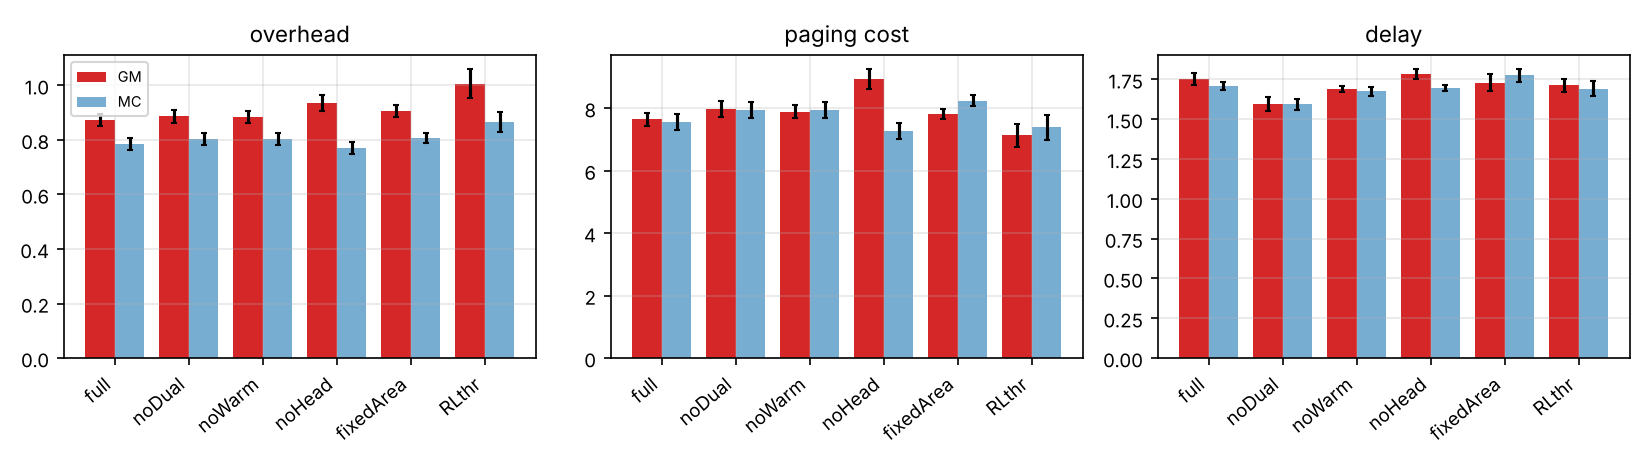 overhead
GM
MC
1.0
0.8
0.6
0.4
0.2
0.0
full
noDual
noWarm
noHead
fixedArea
RLthr
paging cost
8
6
4
2
0
full
noDual
noWarm
noHead
fixedArea
RLthr
delay
1.75
1.50
1.25
1.00
0.75
0.50
0.25
0.00
full
noDual
noWarm
noHead
fixedArea
RLthr